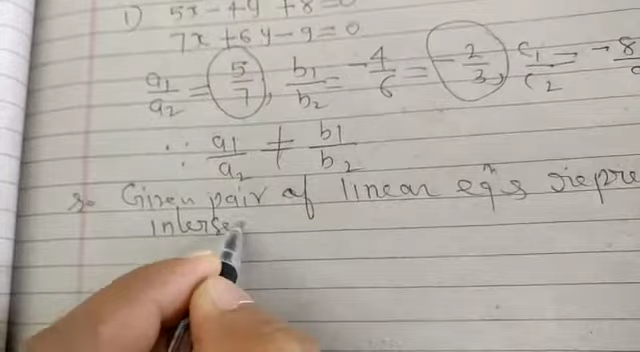 1) 5x - 4y + 8 = 0
7x + 6y - 9 = 0
a1/a2 = 5/7, b1/b2 = -4/6 = -2/3, c1/c2 = -8/
∵ a1/a2 ≠ b1/b2
so Given pair of linear eqⁿs repre
interse